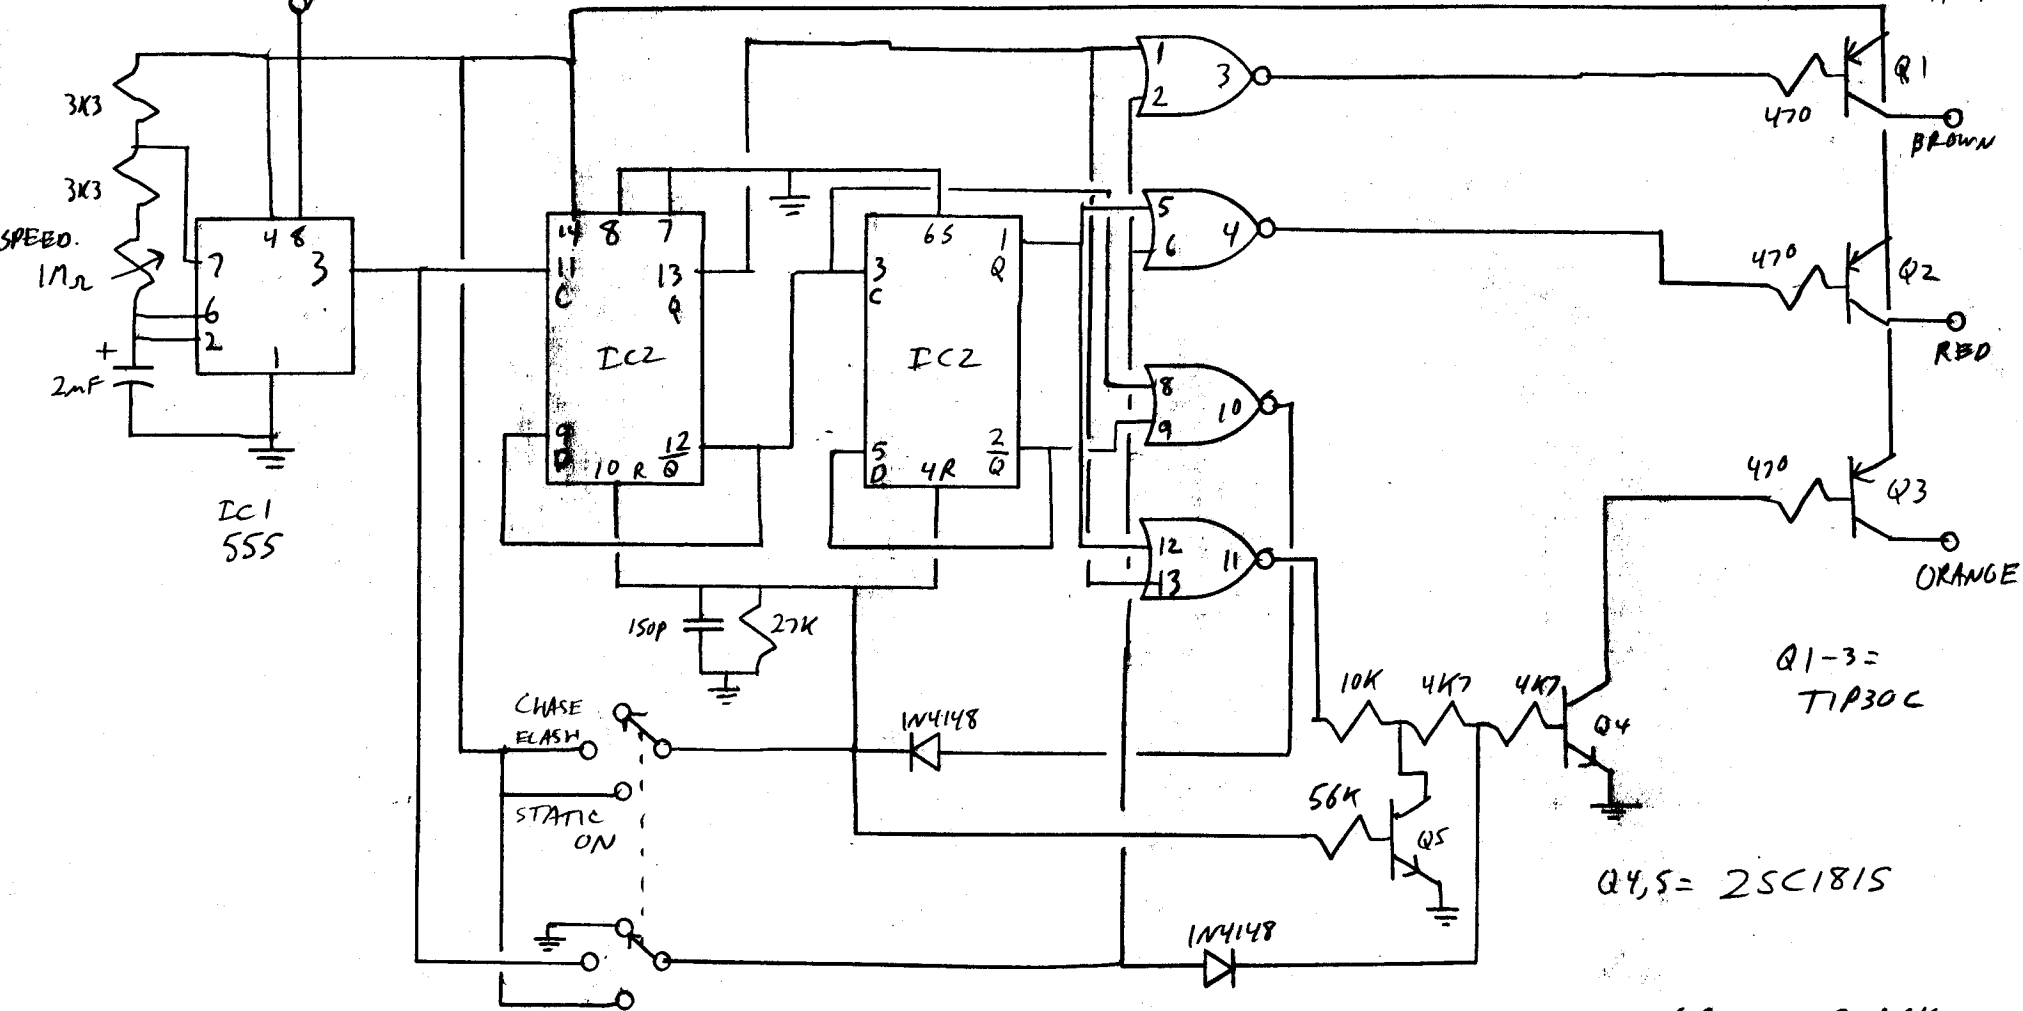 3K3
3K3
SPEED.
1MΩ
+
2mF
4 8
7
3
6
2
1
IC1
555
14 8 7
11
C
13
Q
IC2
9
D
10 R
12
Q
6S
1
Q
3
C
IC2
5
D
4R
2
Q
150p
27K
CHASE
FLASH
STATIC
ON
1N4148
1N4148
1
2
3
5
6
4
8
9
10
12
13
11
470
Q1
BROWN
470
Q2
RED
470
Q3
ORANGE
10K
4K7
4K7
Q4
56K
Q5
Q1-3=
TIP30C
Q4,5= 2SC1815